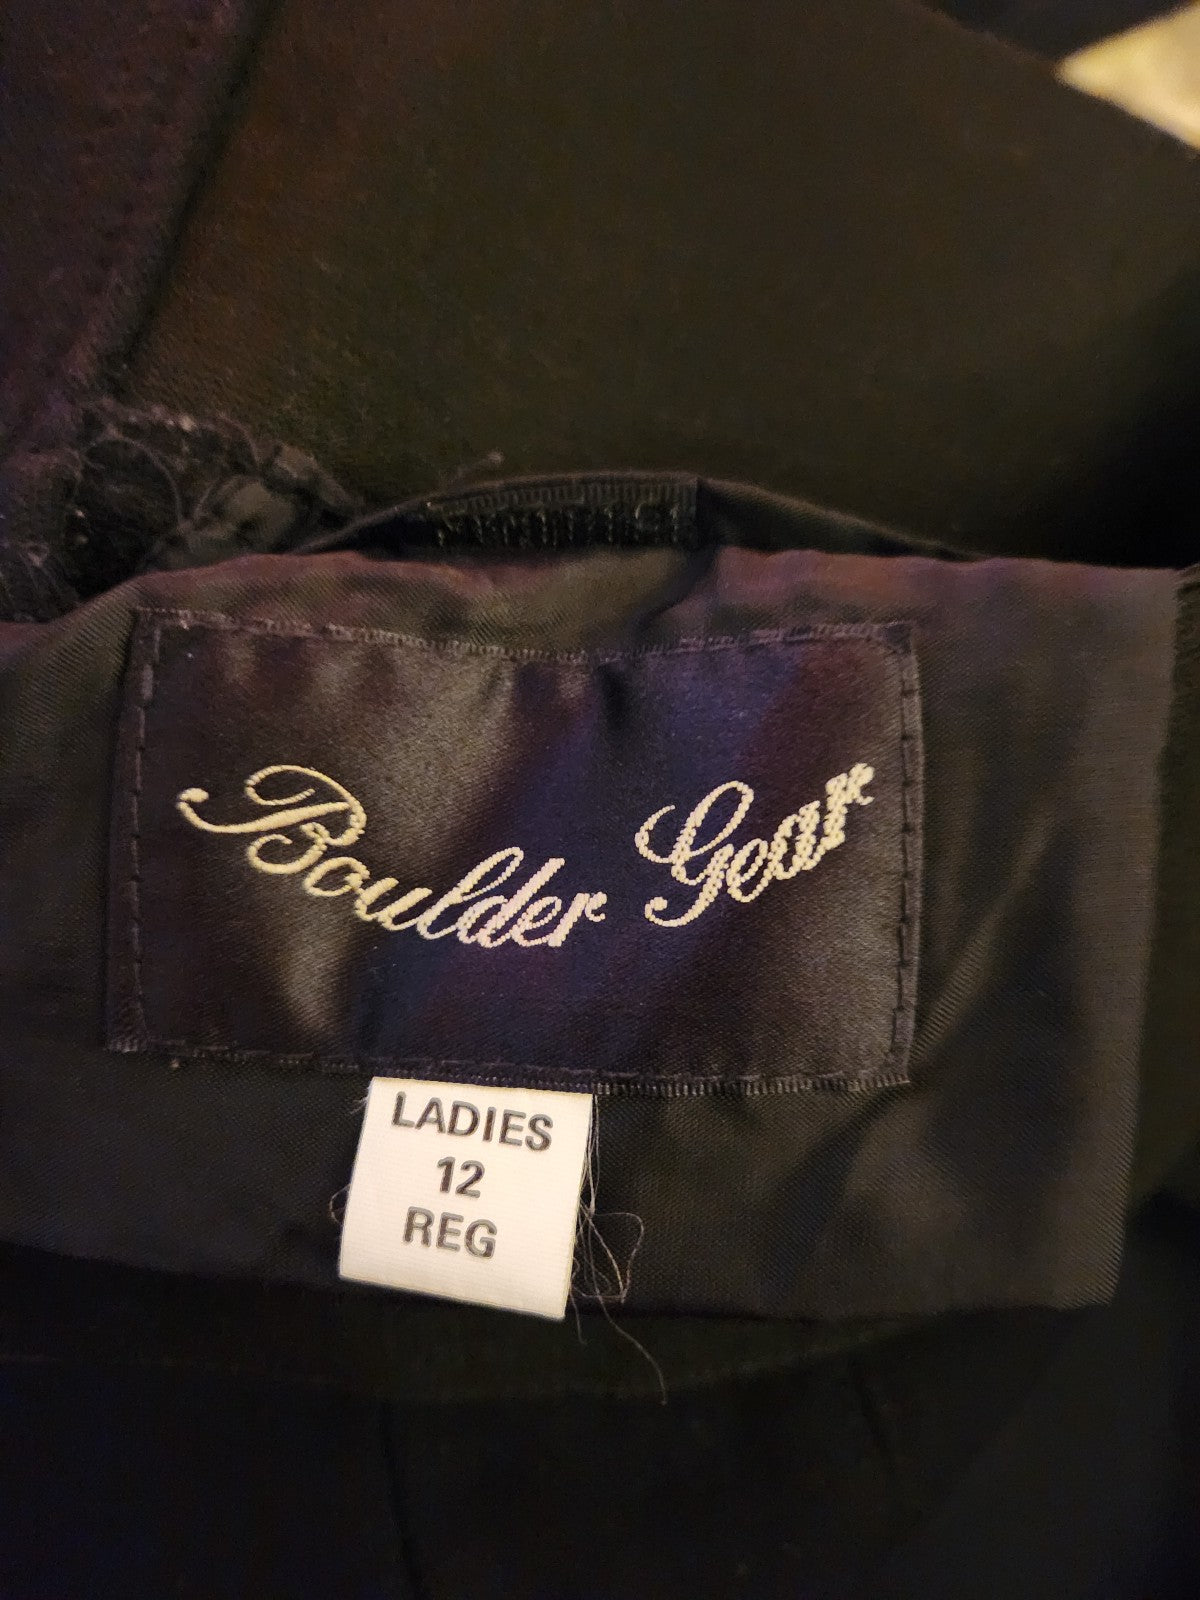 Boulder Gear
LADIES
12
REG